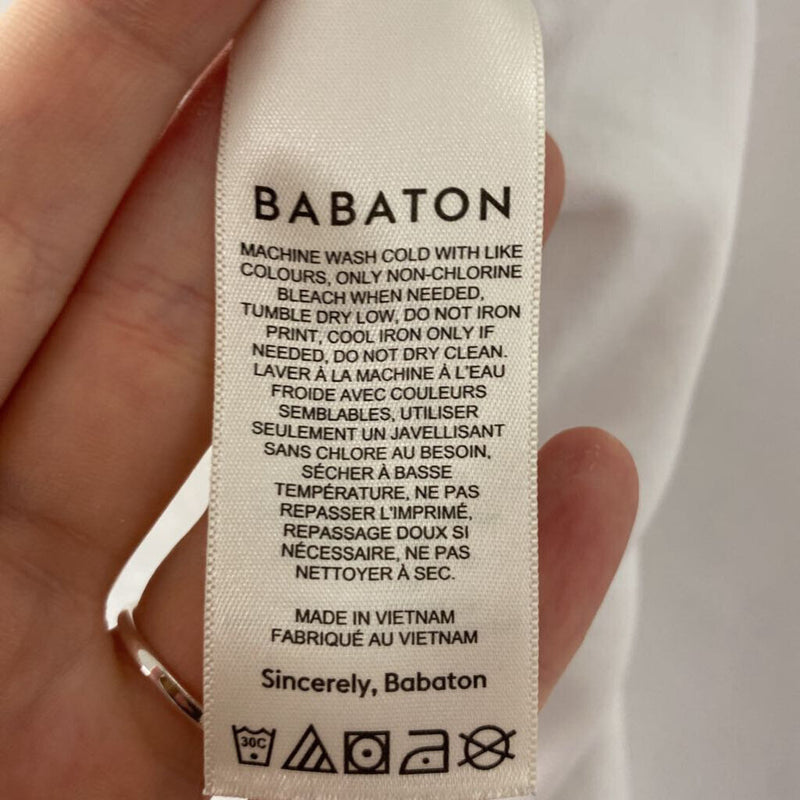 BABATON
MACHINE WASH COLD WITH LIKE
COLOURS, ONLY NON-CHLORINE
BLEACH WHEN NEEDED,
TUMBLE DRY LOW, DO NOT IRON
PRINT, COOL IRON ONLY IF
NEEDED, DO NOT DRY CLEAN.
LAVER À LA MACHINE À L'EAU
FROIDE AVEC COULEURS
SEMBLABLES, UTILISER
SEULEMENT UN JAVELLISANT
SANS CHLORE AU BESOIN,
SÉCHER À BASSE
TEMPÉRATURE, NE PAS
REPASSER L'IMPRIMÉ,
REPASSAGE DOUX SI
NÉCESSAIRE, NE PAS
NETTOYER À SEC.
MADE IN VIETNAM
FABRIQUÉ AU VIETNAM
Sincerely, Babaton
30C